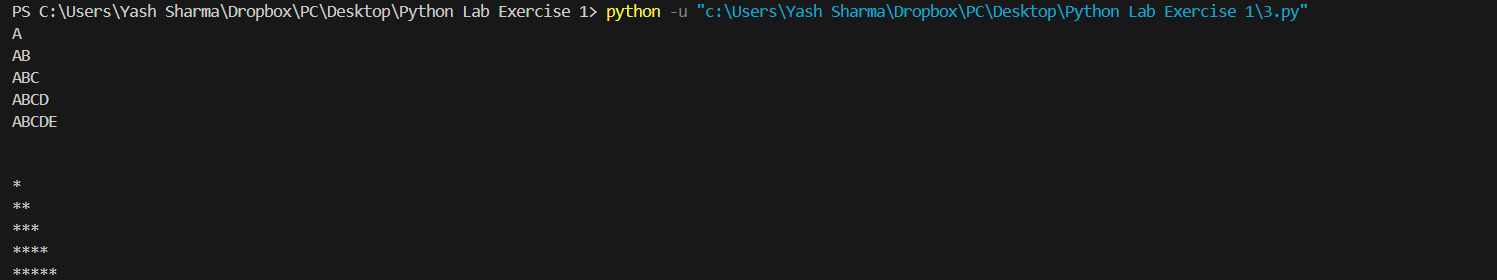 PS C:\Users\Yash Sharma\Dropbox\PC\Desktop\Python Lab Exercise 1> python -u "c:\Users\Yash Sharma\Dropbox\PC\Desktop\Python Lab Exercise 1\3.py"
A
AB
ABC
ABCD
ABCDE
*
**
***
****
*****